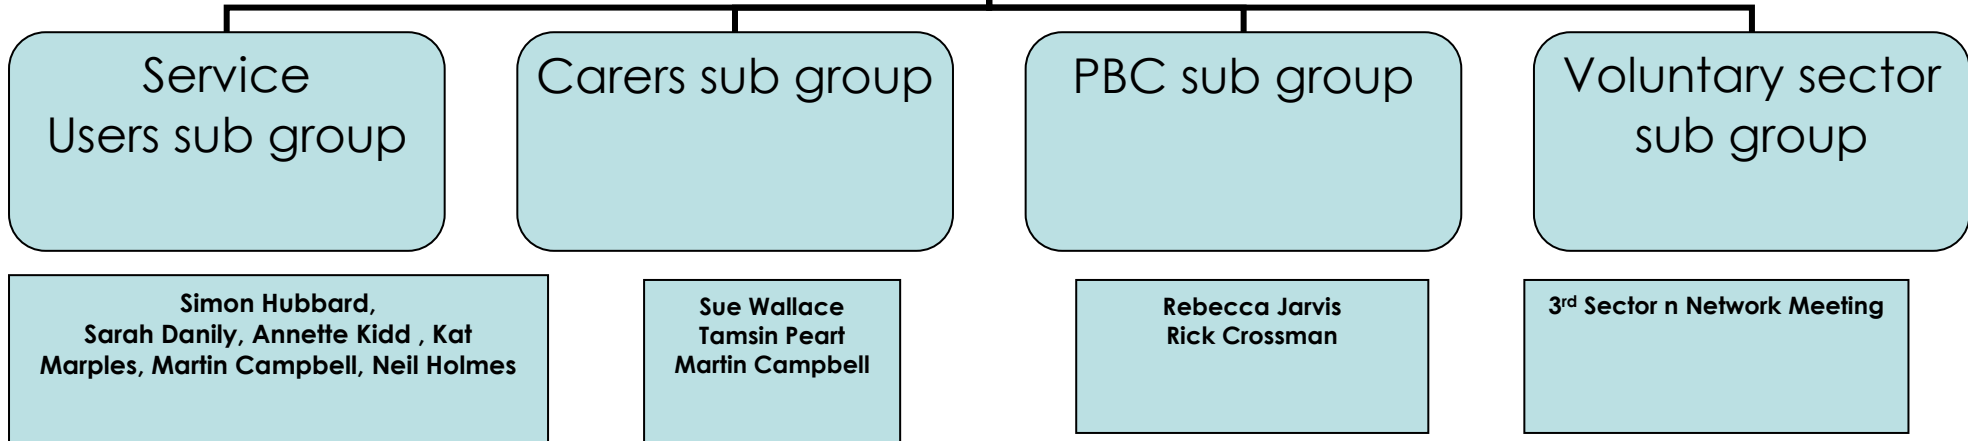 Service
Users sub group
Carers sub group
PBC sub group
Voluntary sector
sub group
Simon Hubbard,
Sarah Danily, Annette Kidd , Kat
Marples, Martin Campbell, Neil Holmes
Sue Wallace
Tamsin Peart
Martin Campbell
Rebecca Jarvis
Rick Crossman
3rd Sector n Network Meeting